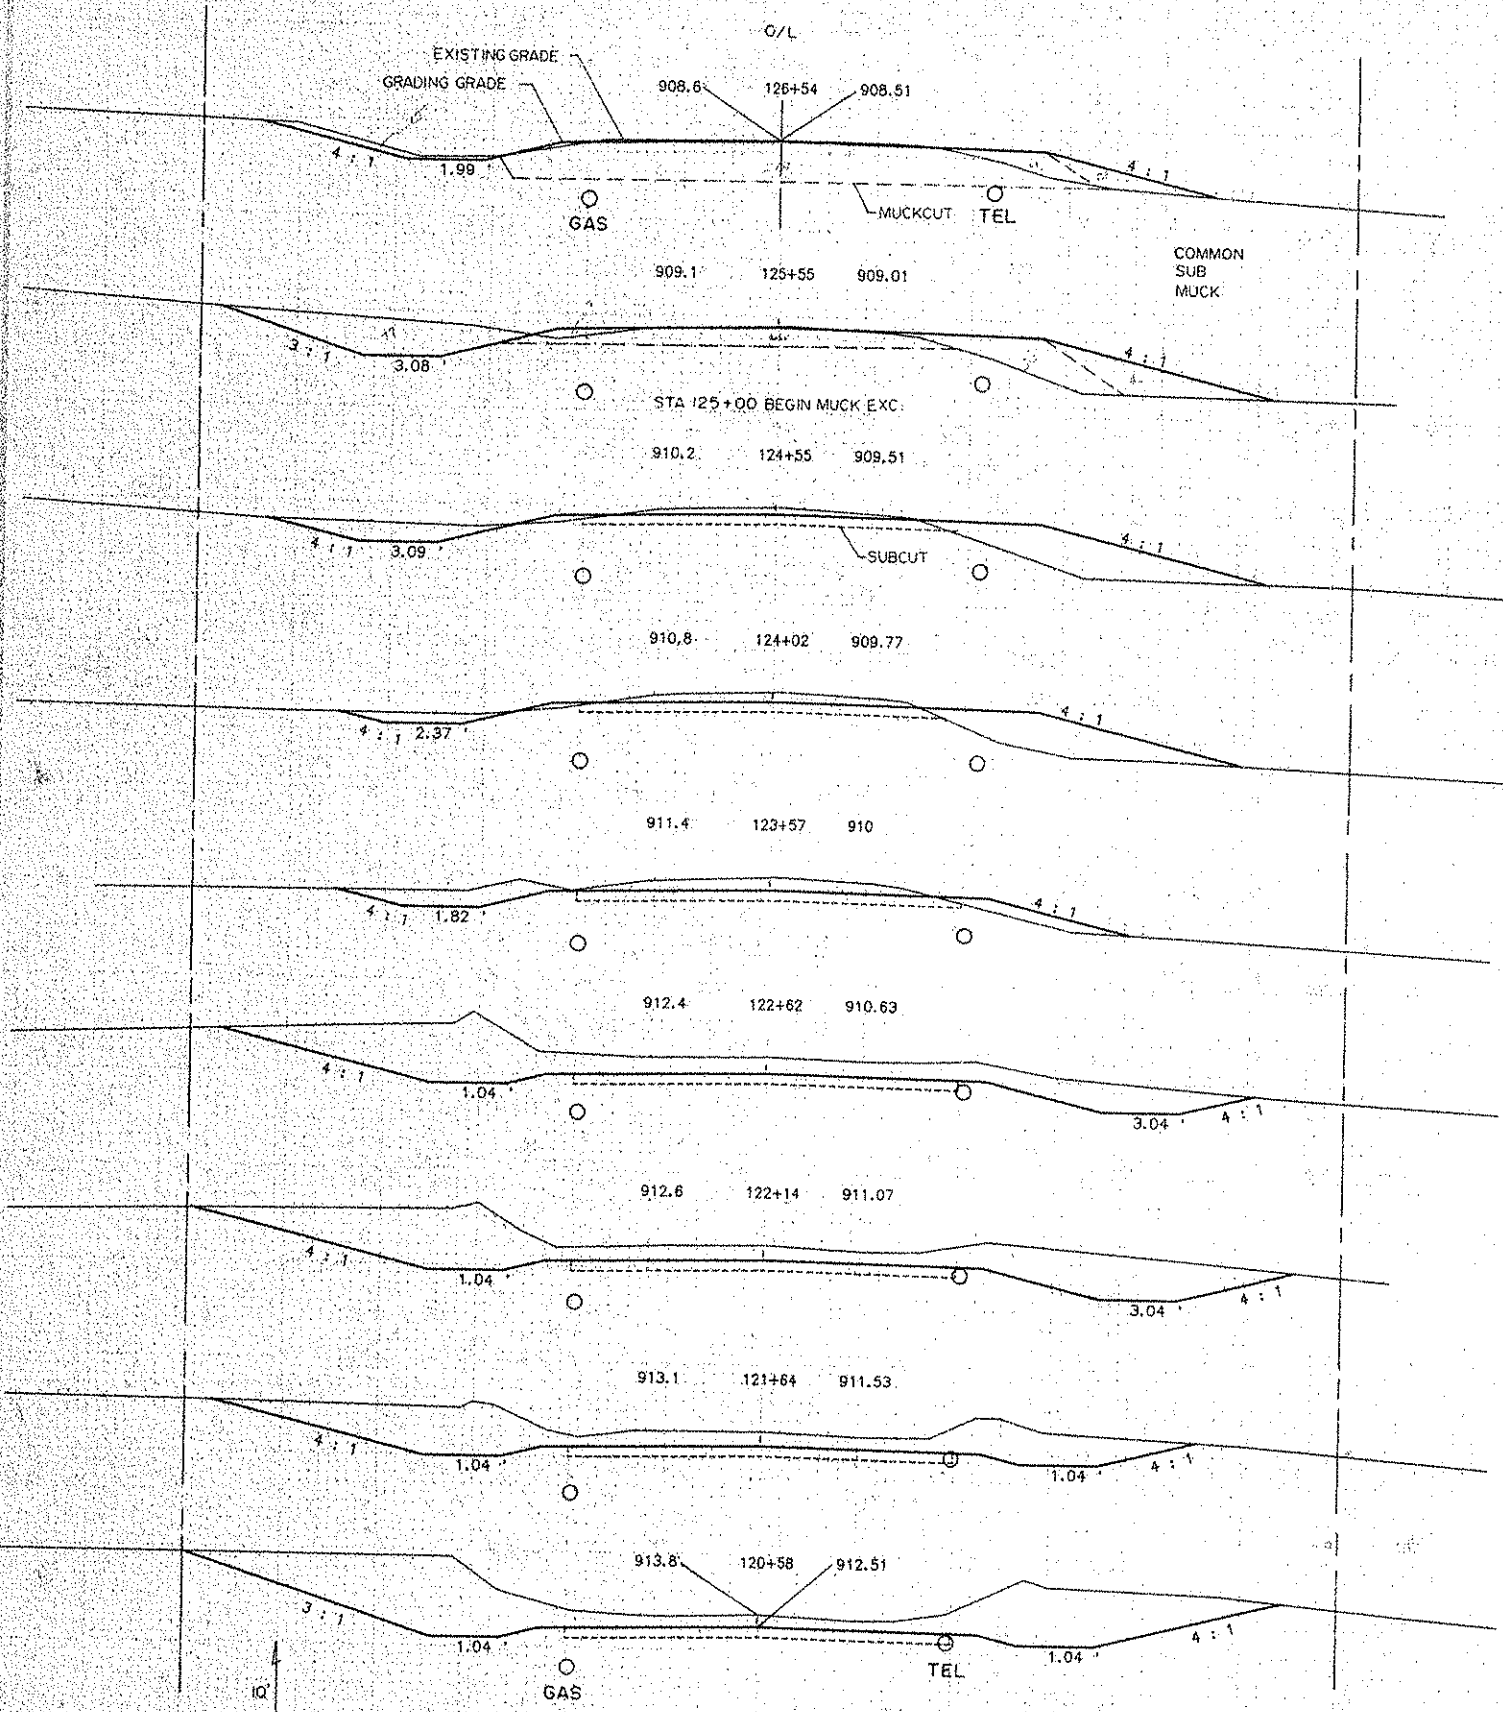 C/L
EXISTING GRADE
GRADING GRADE
908.6 126+54 908.51
4 : 1 1.99' 4 : 1
MUCKCUT
GAS TEL
COMMON
SUB
MUCK
909.1 125+55 909.01
3 : 1 3.08' 4 : 1
STA 125+00 BEGIN MUCK EXC.
910.2 124+55 909.51
4 : 1 3.09' 4 : 1
SUBCUT
910.8 124+02 909.77
4 : 1 2.37' 4 : 1
911.4 123+57 910
4 : 1 1.82' 4 : 1
912.4 122+62 910.63
4 : 1 1.04' 3.04' 4 : 1
912.6 122+14 911.07
4 : 1 1.04' 3.04' 4 : 1
913.1 121+64 911.53
4 : 1 1.04' 1.04' 4 : 1
913.8 120+58 912.51
3 : 1 1.04' 1.04' 4 : 1
TEL
10' GAS